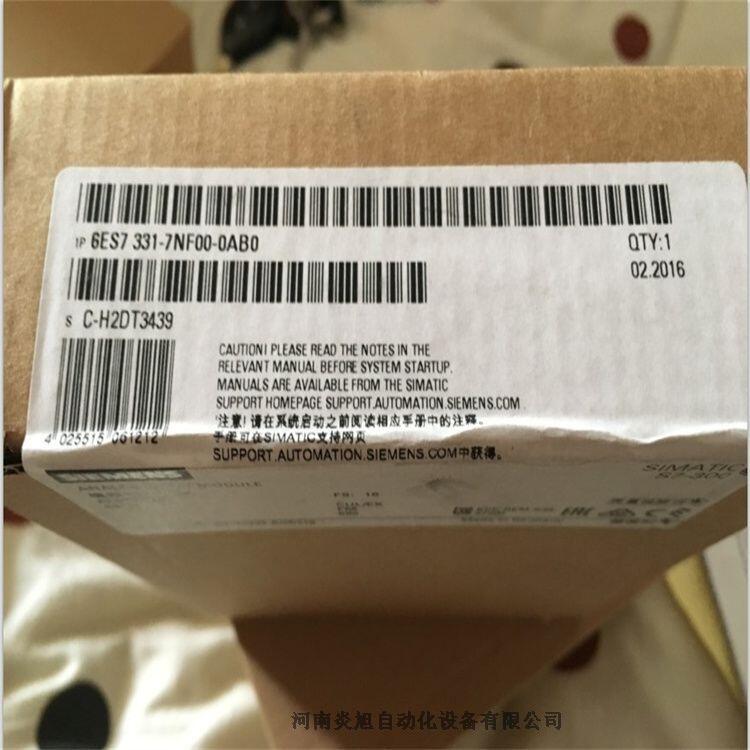 1P 6ES7 331-7NF00-0AB0
QTY:1
02.2016
S C-H2DT3439
CAUTION! PLEASE READ THE NOTES IN THE
RELEVANT MANUAL BEFORE SYSTEM STARTUP.
MANUALS ARE AVAILABLE FROM THE SIMATIC
SUPPORT HOMEPAGE SUPPORT.AUTOMATION.SIEMENS.COM
注意! 请在系统启动之前阅读相应手册中的注释。
手册可在SIMATIC支持网页
SUPPORT.AUTOMATION.SIEMENS.COM中获得。
4 025515 061212
SIEMENS
SIMATIC
S7-300
MODULE
河南炎旭自动化设备有限公司